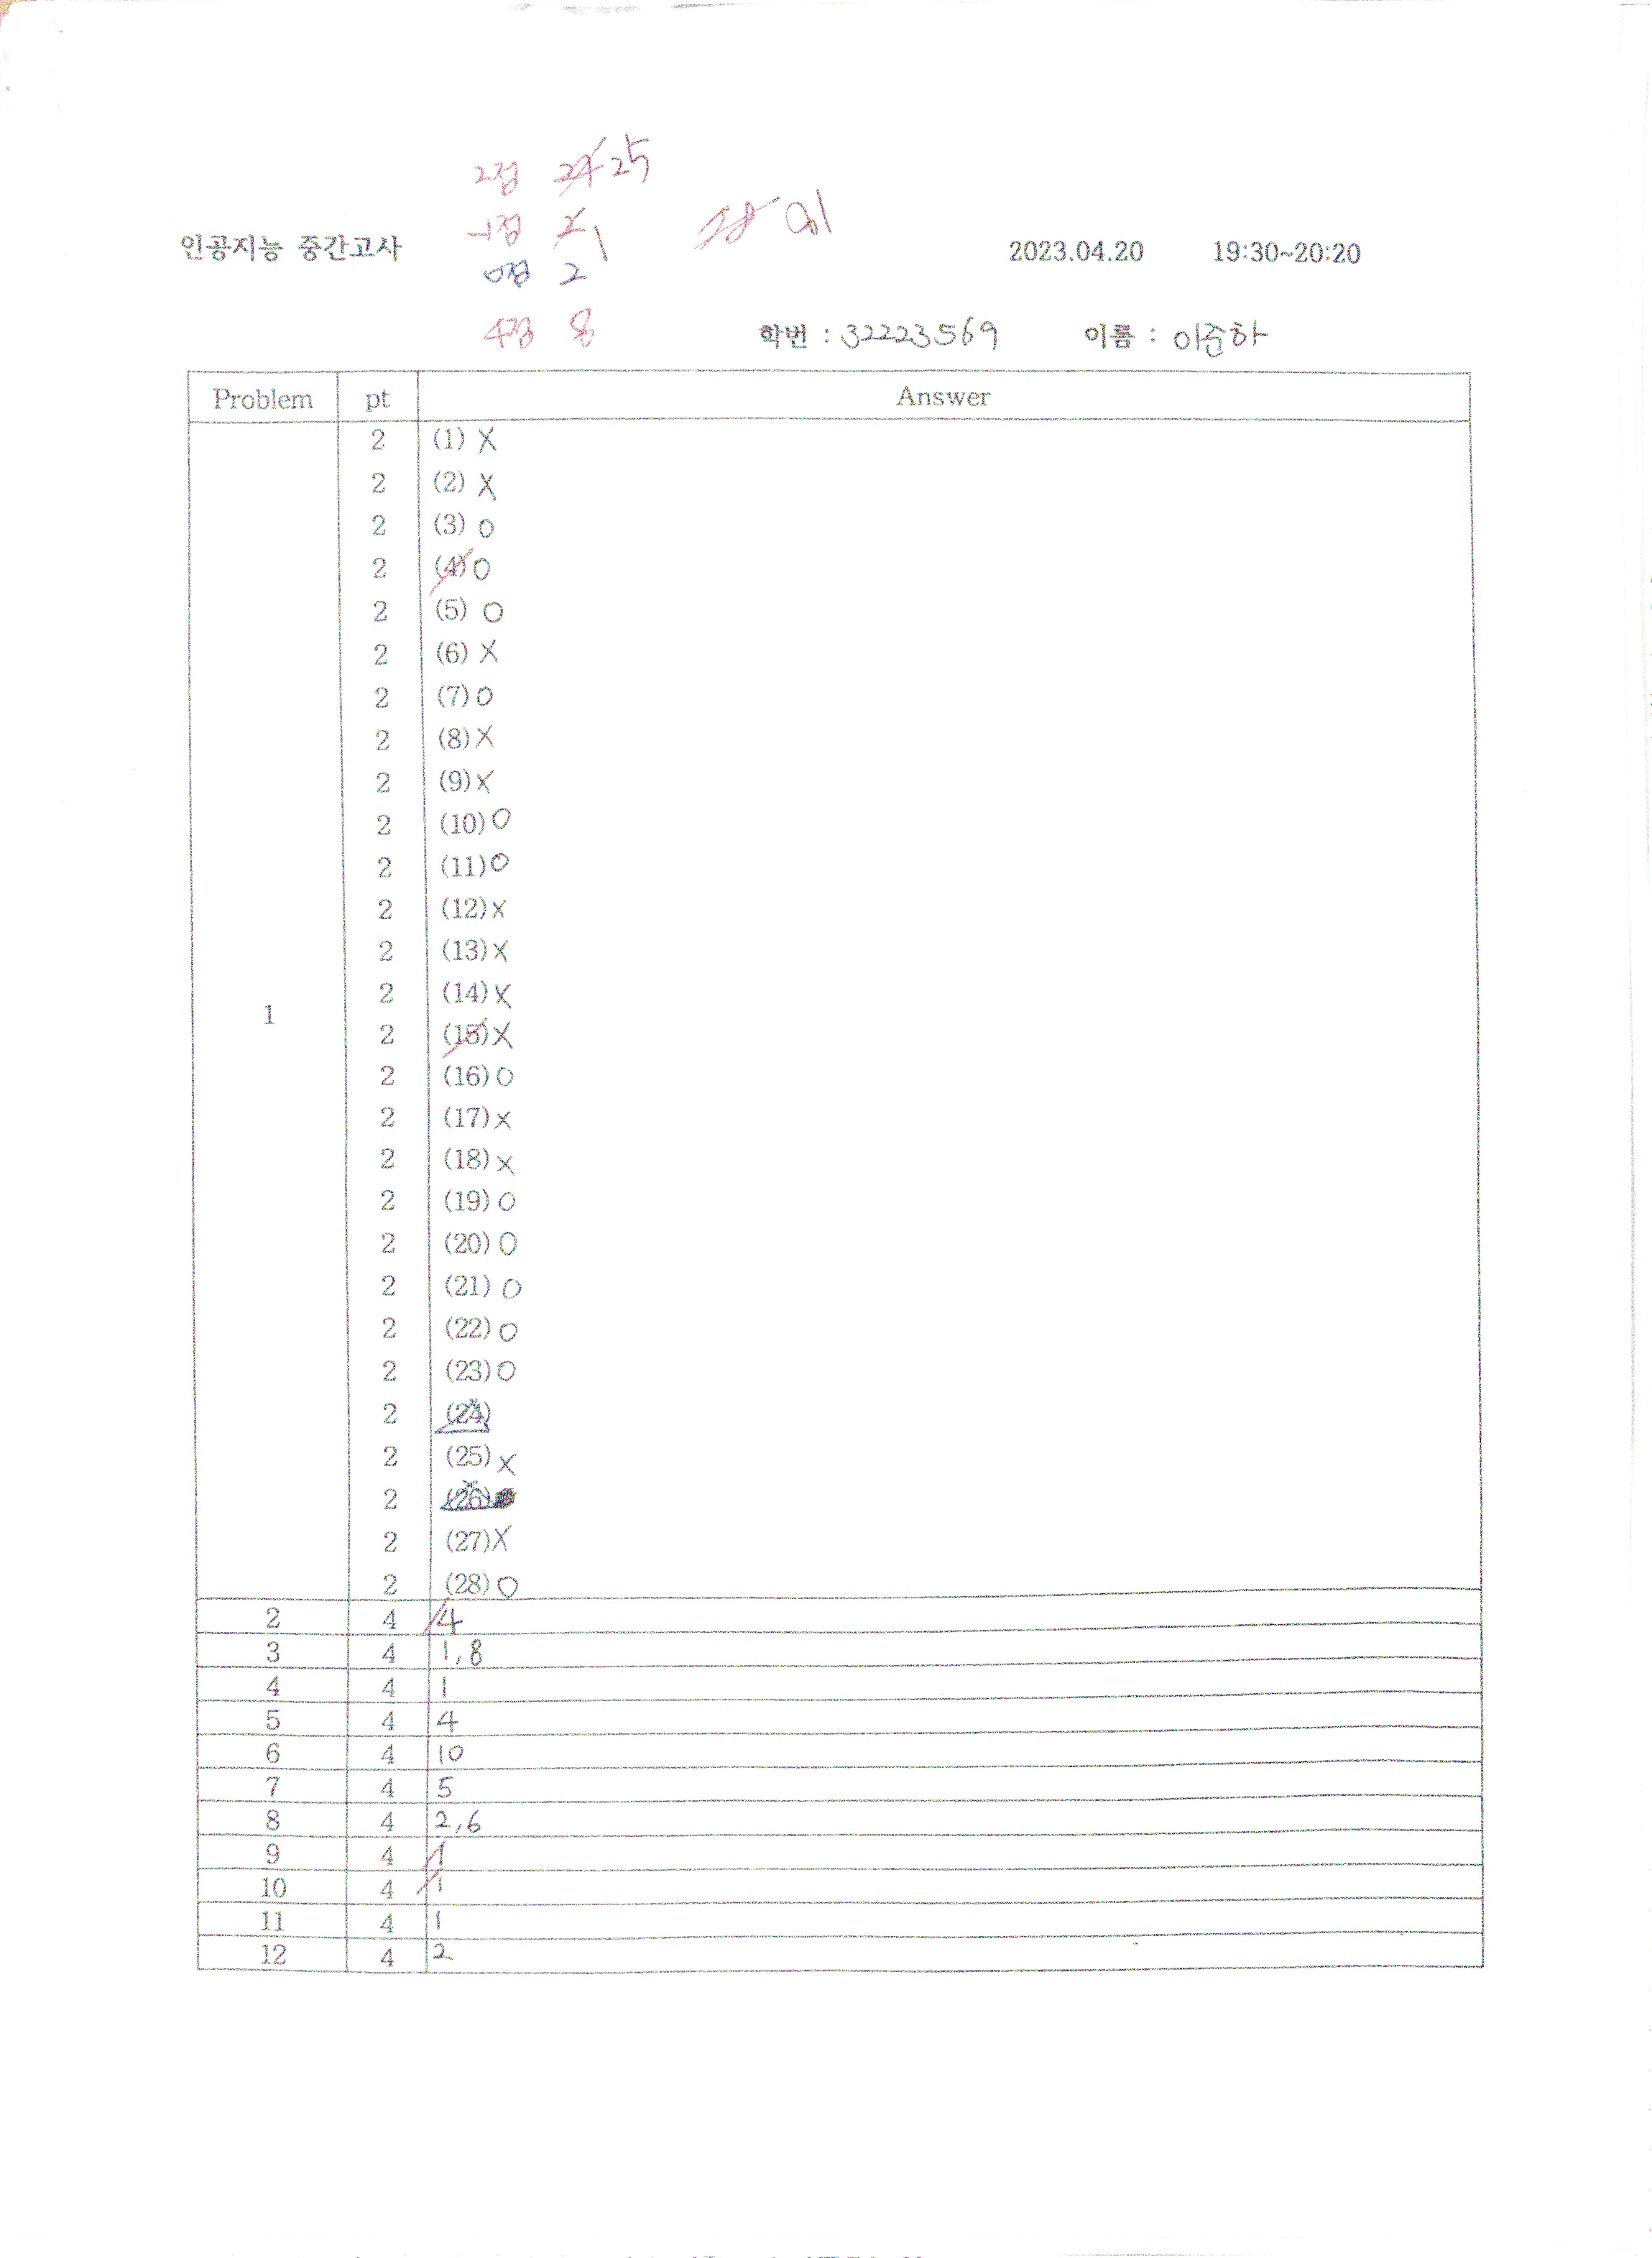 2점 24 25
-1점 2 1
78 81
인공지능 중간고사
2023.04.20 19:30~20:20
0점 2
4점 8
학번 : 32223569 이름 : 이준하
Problem pt Answer
2 (1) X
2 (2) X
2 (3) O
2 (4) O
2 (5) O
2 (6) X
2 (7) O
2 (8) X
2 (9) X
2 (10) O
2 (11) O
2 (12) X
2 (13) X
2 (14) X
1
2 (15) X
2 (16) O
2 (17) X
2 (18) X
2 (19) O
2 (20) O
2 (21) O
2 (22) O
2 (23) O
2 (24)
2 (25) X
2 (26)
2 (27) X
2 (28) O
2 4 4
3 4 1,8
4 4 1
5 4 4
6 4 10
7 4 5
8 4 2,6
9 4 1
10 4 1
11 4 1
12 4 2